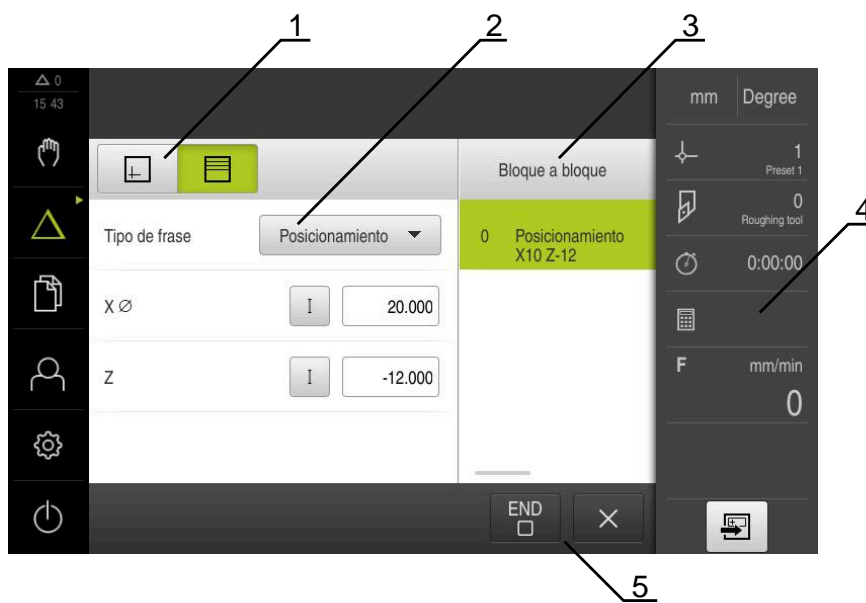 1
2
3
4
5
0
15 43
mm Degree
1
Preset 1
0
Roughing tool
0:00:00
F mm/min
0
Bloque a bloque
Tipo de frase Posicionamiento
0 Posicionamiento
X10 Z-12
X ∅ I 20.000
Z I -12.000
END